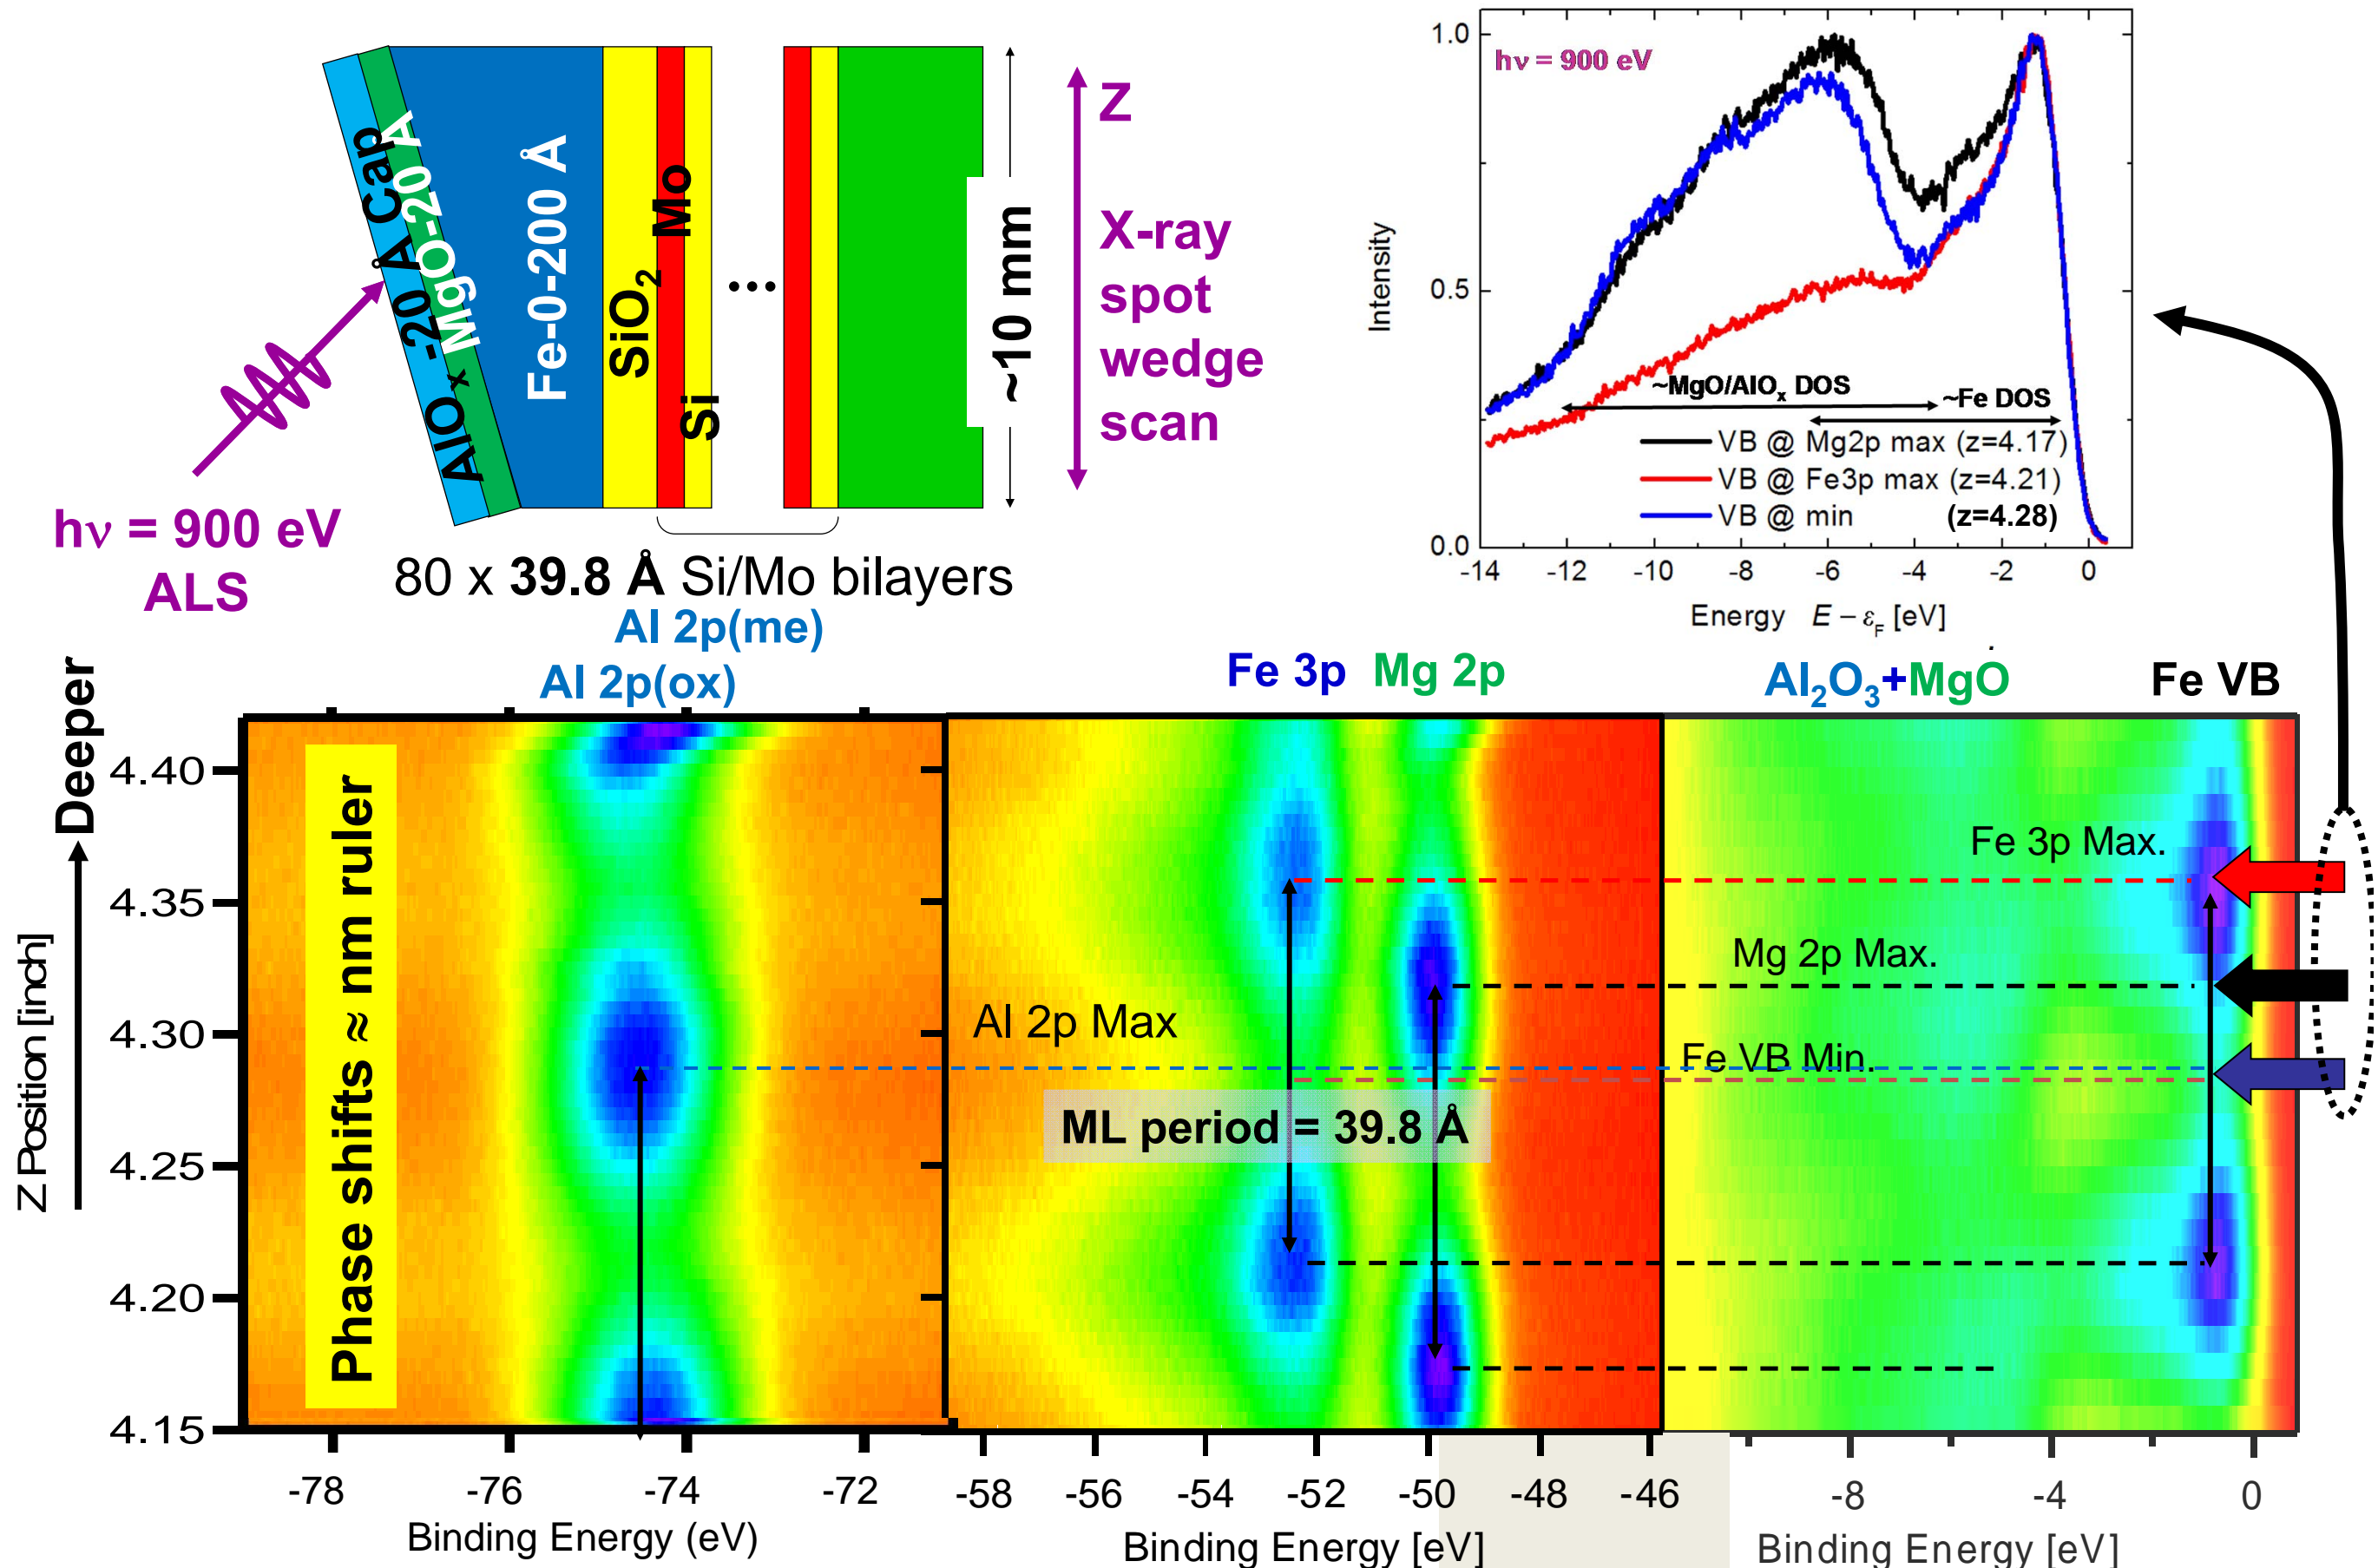 AlOx -20 Å Cap
MgO-20 Å
Fe-0-200 Å
SiO2
Mo
Si
...
~10 mm
Z
X-ray
spot
wedge
scan
hν = 900 eV
ALS
80 x 39.8 Å Si/Mo bilayers
hν = 900 eV
Intensity
1.0
0.5
0.0
~MgO/AlOx DOS
~Fe DOS
VB @ Mg2p max (z=4.17)
VB @ Fe3p max (z=4.21)
VB @ min (z=4.28)
-14 -12 -10 -8 -6 -4 -2 0
Energy E – εF [eV]
Al 2p(me)
Al 2p(ox)
Fe 3p Mg 2p
Al2O3+MgO
Fe VB
Deeper
Z Position [inch]
4.40
4.35
4.30
4.25
4.20
4.15
Phase shifts ≈ nm ruler
Al 2p Max
ML period = 39.8 Å
Fe 3p Max.
Mg 2p Max.
Fe VB Min.
-78 -76 -74 -72
Binding Energy (eV)
-58 -56 -54 -52 -50 -48 -46
Binding Energy [eV]
-8 -4 0
Binding Energy [eV]